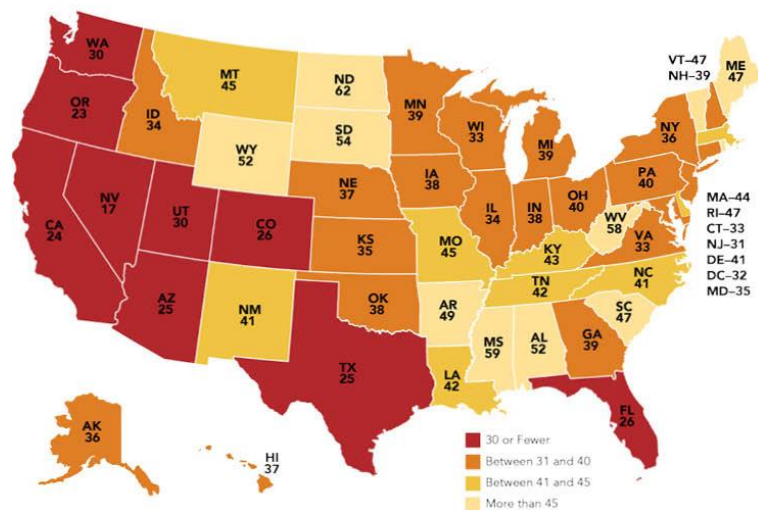 WA
30
OR
23
CA
24
NV
17
ID
34
MT
45
WY
52
UT
30
CO
26
AZ
25
NM
41
ND
62
SD
54
NE
37
KS
35
OK
38
TX
25
MN
39
IA
38
MO
45
AR
49
LA
42
WI
33
IL
34
MI
39
IN
38
OH
40
KY
43
TN
42
MS
59
AL
52
GA
39
FL
26
SC
47
NC
41
VA
33
WV
58
PA
40
NY
36
VT–47
NH–39
ME
47
MA–44
RI–47
CT–33
NJ–31
DE–41
DC–32
MD–35
AK
36
HI
37
30 or Fewer
Between 31 and 40
Between 41 and 45
More than 45